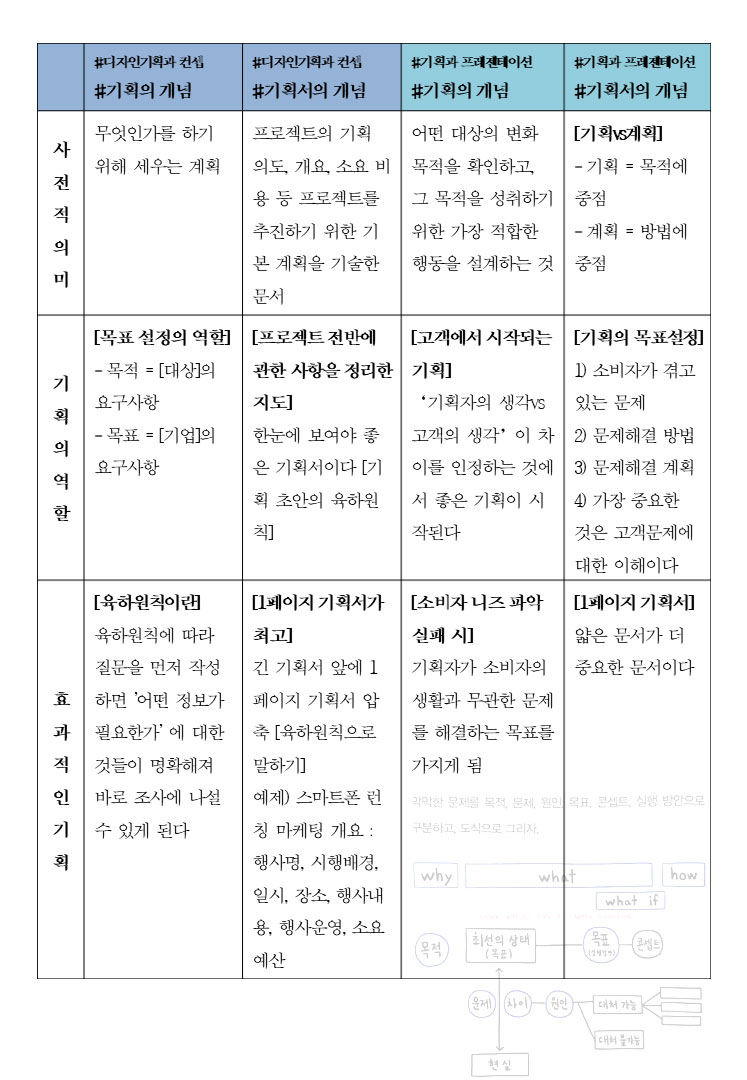 #디자인기획과 컨셉
#기획의 개념
#디자인기획과 컨셉
#기획서의 개념
#기획과 프레젠테이션
#기획의 개념
#기획과 프레젠테이션
#기획서의 개념
사
전
적
의
미
무엇인가를 하기
위해 세우는 계획
프로젝트의 기획
의도, 개요, 소요 비
용 등 프로젝트를
추진하기 위한 기
본 계획을 기술한
문서
어떤 대상의 변화
목적을 확인하고,
그 목적을 성취하기
위한 가장 적합한
행동을 설계하는 것
[기획vs계획]
- 기획 = 목적에
중점
- 계획 = 방법에
중점
기
획
의
역
할
[목표 설정의 역할]
- 목적 = [대상]의
요구사항
- 목표 = [기업]의
요구사항
[프로젝트 전반에
관한 사항을 정리한
지도]
한눈에 보여야 좋
은 기획서이다 [기
획 초안의 육하원
칙]
[고객에서 시작되는
기획]
‘기획자의 생각vs
고객의 생각’ 이 차
이를 인정하는 것에
서 좋은 기획이 시
작된다
[기획의 목표설정]
1) 소비자가 겪고
있는 문제
2) 문제해결 방법
3) 문제해결 계획
4) 가장 중요한
것은 고객문제에
대한 이해이다
효
과
적
인
기
획
[육하원칙이란]
육하원칙에 따라
질문을 먼저 작성
하면 ’어떤 정보가
필요한가’ 에 대한
것들이 명확해져
바로 조사에 나설
수 있게 된다
[1페이지 기획서가
최고]
긴 기획서 앞에 1
페이지 기획서 압
축 [육하원칙으로
말하기]
예제) 스마트폰 런
칭 마케팅 개요 :
행사명, 시행배경,
일시, 장소, 행사내
용, 행사운영, 소요
예산
[소비자 니즈 파악
실패 시]
기획자가 소비자의
생활과 무관한 문제
를 해결하는 목표를
가지게 됨
[1페이지 기획서]
얇은 문서가 더
중요한 문서이다
각막한 문제를 목적, 문제, 원인, 목표, 콘셉트, 실행 방안으로
구분하고, 도식으로 그리자.
why
what
how
what if
목적
최선의 상태
(목표)
목표
콘셉트
문제
차이
원인
대처 가능
대처 불가능
현실